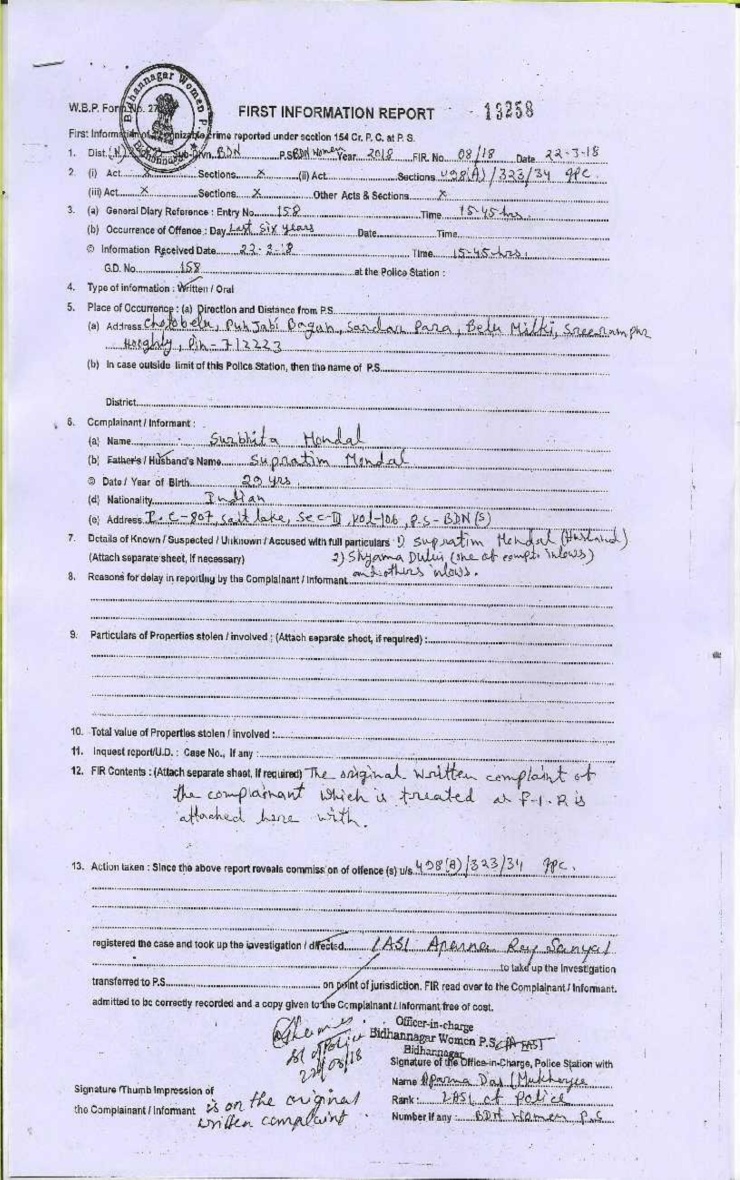 Bidhannagar Women P.S.
Bidhannagar
W.B.P. Form No. 27
FIRST INFORMATION REPORT - 13258
First Information of cognizable crime reported under section 154 Cr. P. C. at P. S.
1. Dist. (N) Sub-Divn. BDN P.S. BDN Women Year 2018 FIR. No. 08/18 Date 22-3-18
2. (i) Act x Sections x (ii) Act Sections 498(A)/323/34 IPC.
(iii) Act x Sections x Other Acts & Sections x
3. (a) General Diary Reference : Entry No. 158 Time 15-45 hrs.
(b) Occurrence of Offence : Day Last six years Date Time
© Information Received Date 22-3-18 Time 15-45 hrs.
G.D. No. 158 at the Police Station :
4. Type of information : Written / Oral
5. Place of Occurrence : (a) Direction and Distance from P.S.
(a) Address Punjabi Bagan, Sardar Para, Belu Milki, Sreerampur
Hooghly, Pin - 712223
(b) In case outside limit of this Police Station, then the name of P.S.
District
6. Complainant / Informant :
(a) Name Surbhita Mondal
(b) Father's / Husband's Name Supratim Mondal
© Date / Year of Birth 29 yrs
(d) Nationality Indian
(e) Address I.C-807, Salt lake, Sec-III, Kol-106, P.S- BDN(S)
7. Details of Known / Suspected / Unknown / Accused with full particulars 1) Supratim Mondal (Husband)
(Attach separate sheet, if necessary) 2) Shyama Dului (one of compt. inlows)
and others inlows.
8. Reasons for delay in reporting by the Complainant / Informant
9. Particulars of Properties stolen / involved ; (Attach separate sheet, if required) :
10. Total value of Properties stolen / involved :
11. Inquest report/U.D. : Case No., if any :
12. FIR Contents : (Attach separate sheet, if required) The original written complaint of
the complainant which is treated as F.I.R is
attached here with.
13. Action taken : Since the above report reveals commission of offence (s) u/s 498(A)/323/34 IPC.
registered the case and took up the investigation / directed LASI Aparna Ray Sanyal
to take up the investigation
transferred to P.S. on point of jurisdiction. FIR read over to the Complainant / Informant.
admitted to be correctly recorded and a copy given to the Complainant / Informant free of cost.
Officer-in-charge
Bidhannagar Women P.S.
Bidhannagar
of Police
22/03/18
Signature of the Office-in-Charge, Police Station with
Name Aparna Das (Mukherjee
Signature /Thumb Impression of
the Complainant / Informant is on the original
written complaint.
Rank : LASI of Police
Number if any : BDN Women P.S